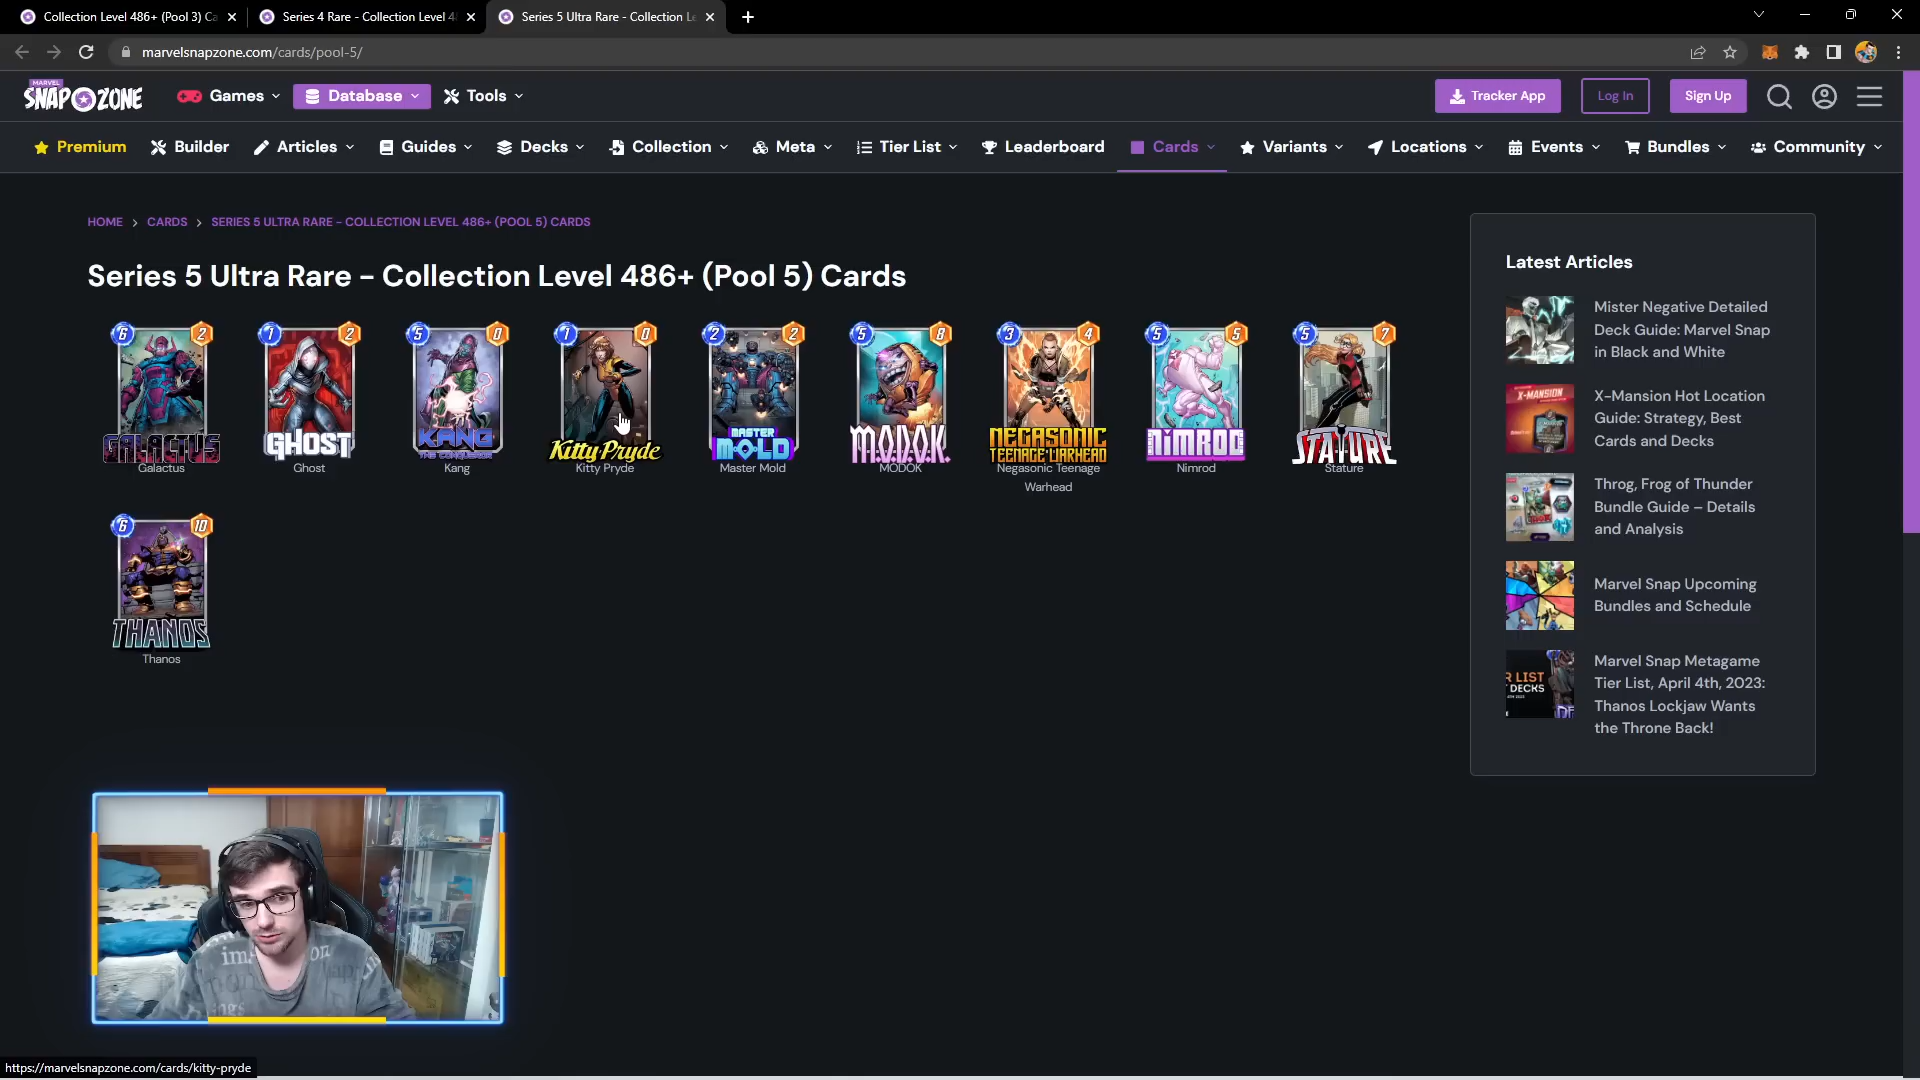 Collection Level 486+ (Pool 3) Ca
Series 4 Rare - Collection Level 4
Series 5 Ultra Rare - Collection Le
marvelsnapzone.com/cards/pool-5/
MARVEL
SNAP ZONE
Games
Database
Tools
Tracker App
Log In
Sign Up
Premium
Builder
Articles
Guides
Decks
Collection
Meta
Tier List
Leaderboard
Cards
Variants
Locations
Events
Bundles
Community
HOME > CARDS > SERIES 5 ULTRA RARE - COLLECTION LEVEL 486+ (POOL 5) CARDS
Series 5 Ultra Rare – Collection Level 486+ (Pool 5) Cards
6 2
1 2
5 0
1 0
2 2
5 8
3 4
5 5
5 7
GALACTUS
GHOST
KANG
THE CONQUEROR
Kitty Pryde
MASTER
MOLD
M.O.D.O.K.
NEGASONIC
TEENAGE WARHEAD
NIMROD
STATURE
Galactus
Ghost
Kang
Kitty Pryde
Master Mold
MODOK
Negasonic Teenage
Warhead
Nimrod
Stature
6 10
THANOS
Thanos
Latest Articles
Mister Negative Detailed
Deck Guide: Marvel Snap
in Black and White
X-MANSION
X-Mansion Hot Location
Guide: Strategy, Best
Cards and Decks
Throg, Frog of Thunder
Bundle Guide – Details
and Analysis
Marvel Snap Upcoming
Bundles and Schedule
R LIST
DECKS
Marvel Snap Metagame
Tier List, April 4th, 2023:
Thanos Lockjaw Wants
the Throne Back!
https://marvelsnapzone.com/cards/kitty-pryde